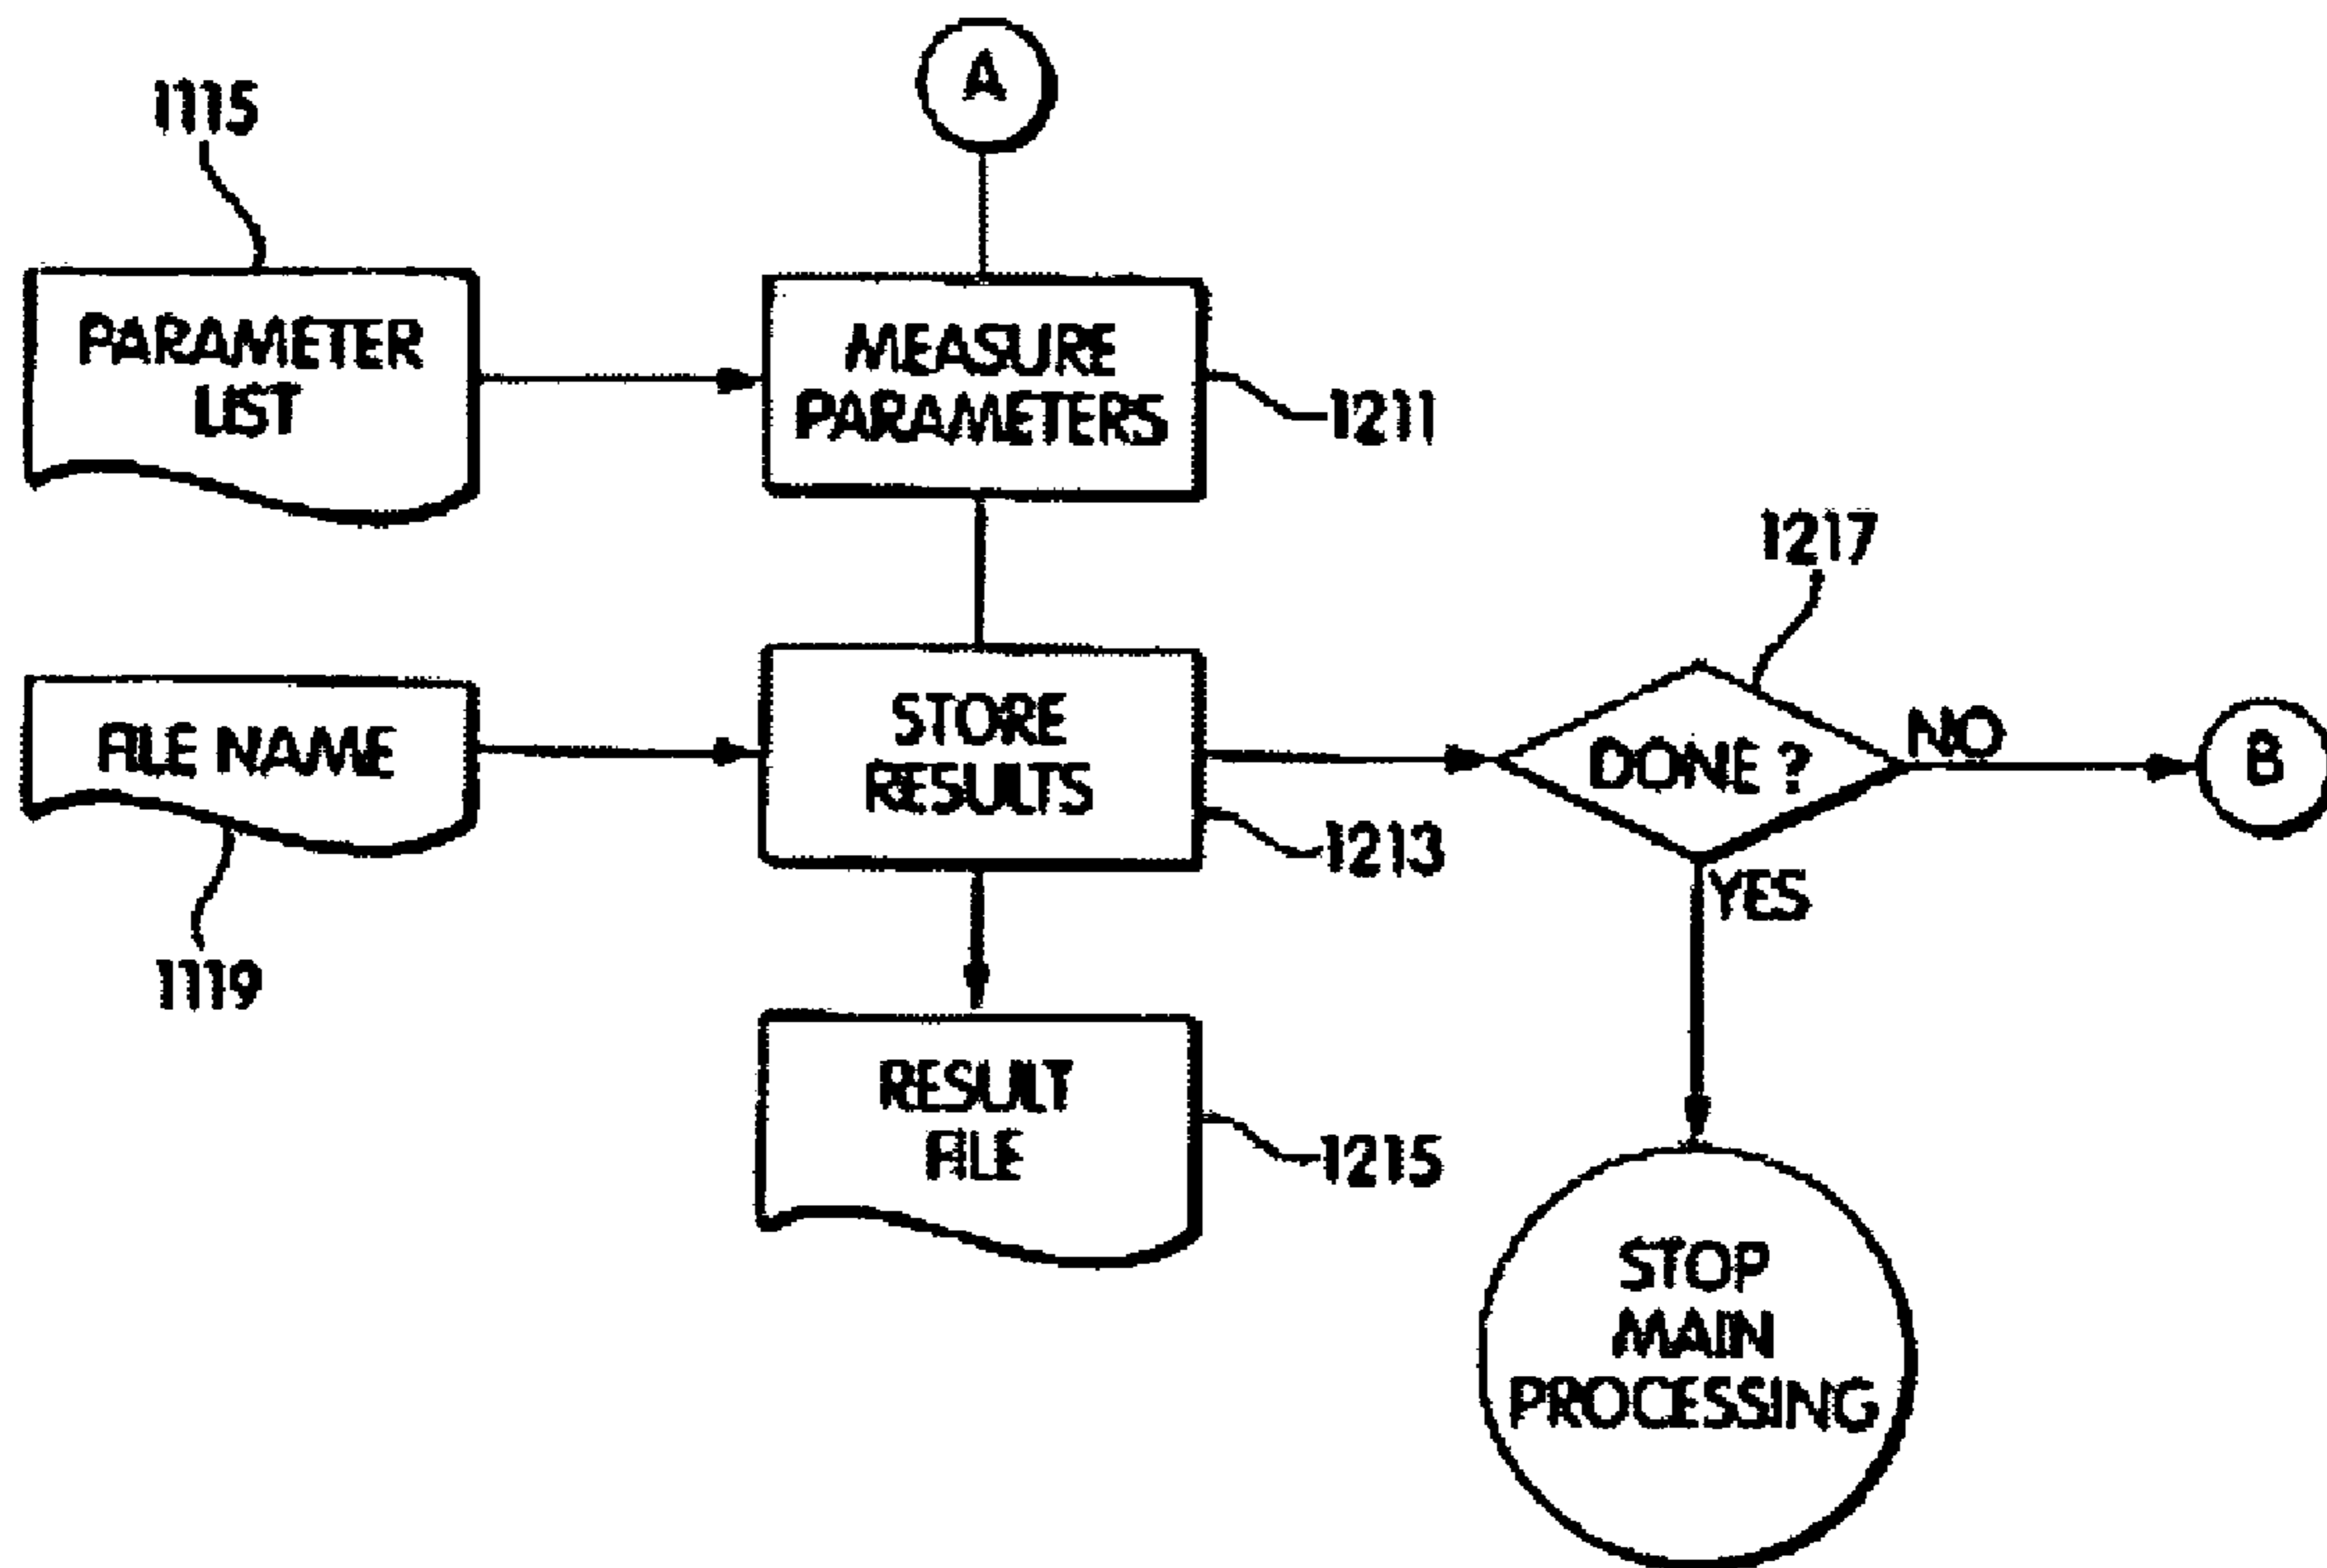 A
1115
PARAMETER
LIST
MEASURE
PARAMETERS
1211
1217
FILE NAME
STORE
RESULTS
DONE ?
NO
B
1213
YES
1119
RESULT
FILE
1215
STOP
MAIN
PROCESSING